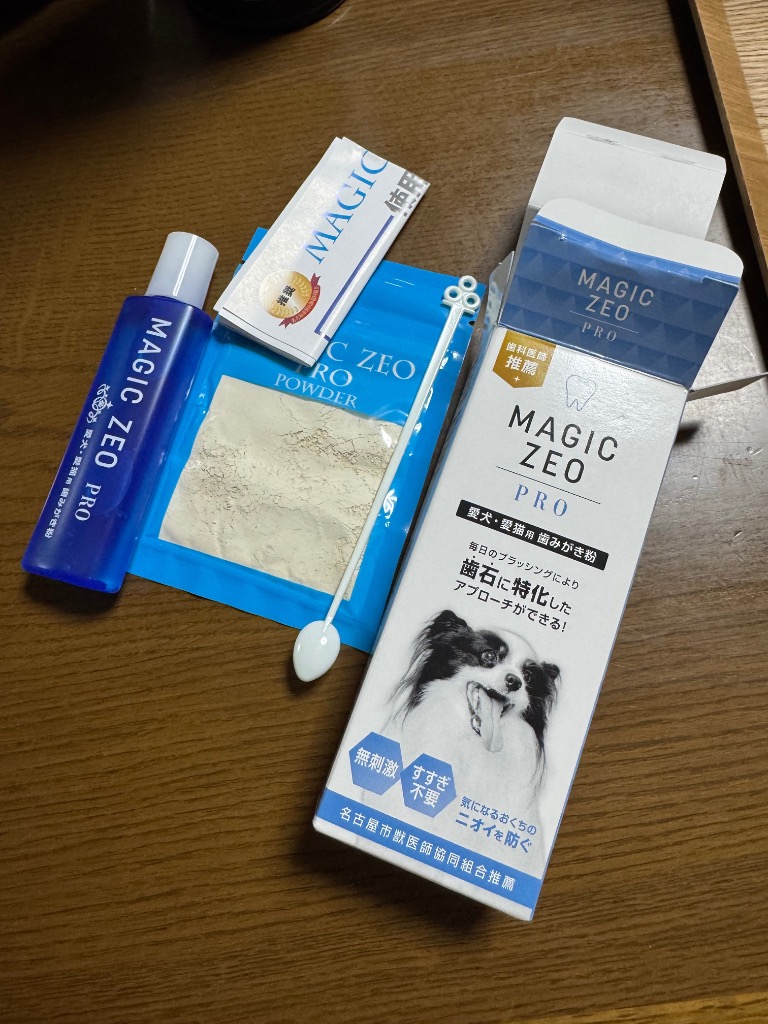 MAGIC
使用
推奨
MAGIC ZEO PRO
愛犬・愛猫用 歯みがき粉
IC ZEO
PRO
POWDER
MAGIC
ZEO
PRO
歯科医師
推薦
MAGIC
ZEO
PRO
愛犬・愛猫用 歯みがき粉
毎日のブラッシングにより
歯石に特化した
アプローチができる!
無刺激
すすぎ
不要
気になるおくちの
ニオイを防ぐ
名古屋市獣医師協同組合推薦